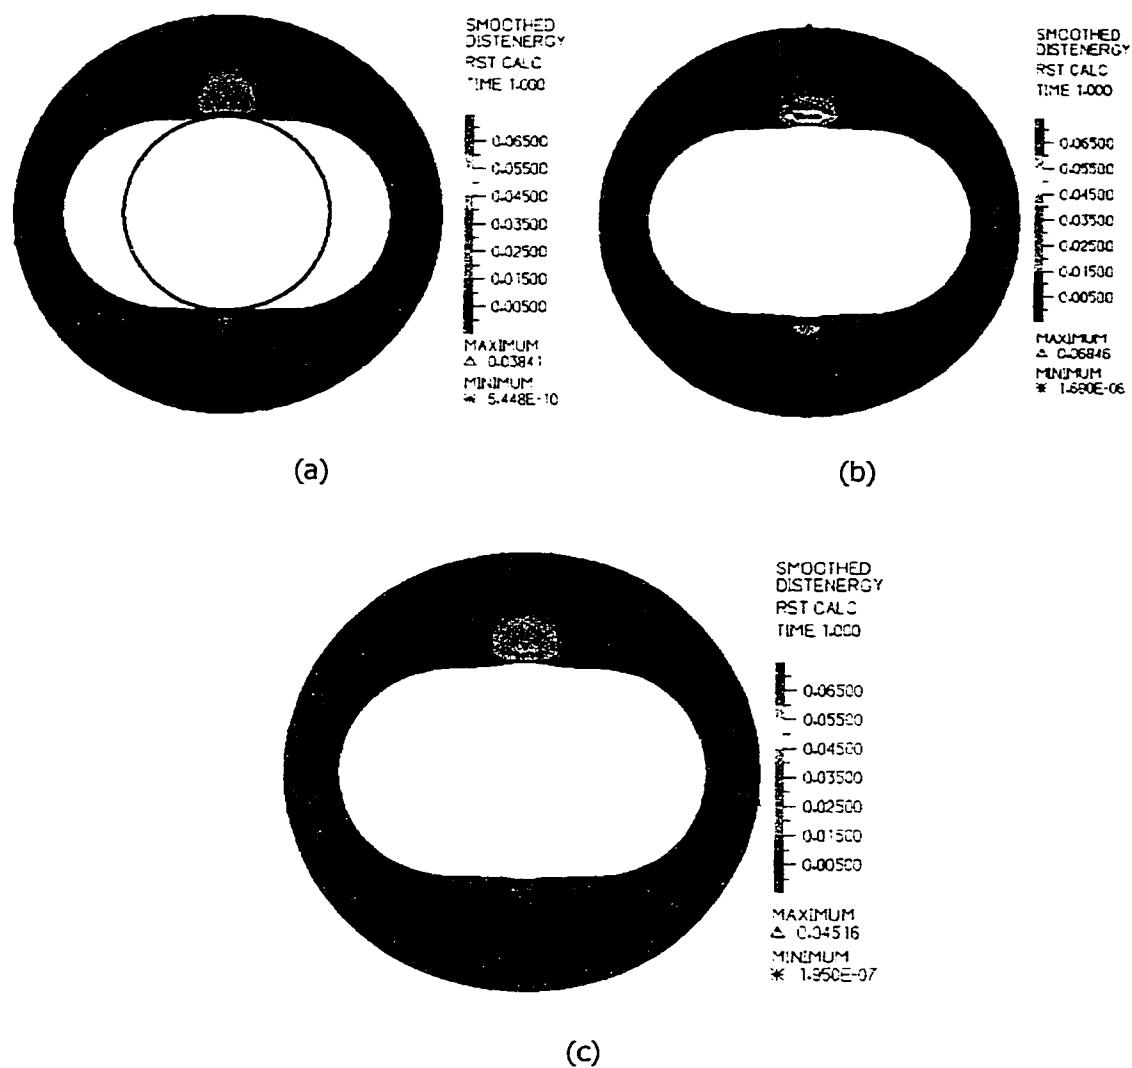 SMOOTHED
DISTENERGY
RST CALC
TIME 1.000
0.06500
0.05500
0.04500
0.03500
0.02500
0.01500
0.00500
MAXIMUM
△ 0.03841
MINIMUM
* 5.448E-10
(a)
SMOOTHED
DISTENERGY
RST CALC
TIME 1.000
0.06500
0.05500
0.04500
0.03500
0.02500
0.01500
0.00500
MAXIMUM
△ 0.06846
MINIMUM
* 1.690E-06
(b)
SMOOTHED
DISTENERGY
RST CALC
TIME 1.000
0.06500
0.05500
0.04500
0.03500
0.02500
0.01500
0.00500
MAXIMUM
△ 0.04516
MINIMUM
* 1.950E-07
(c)